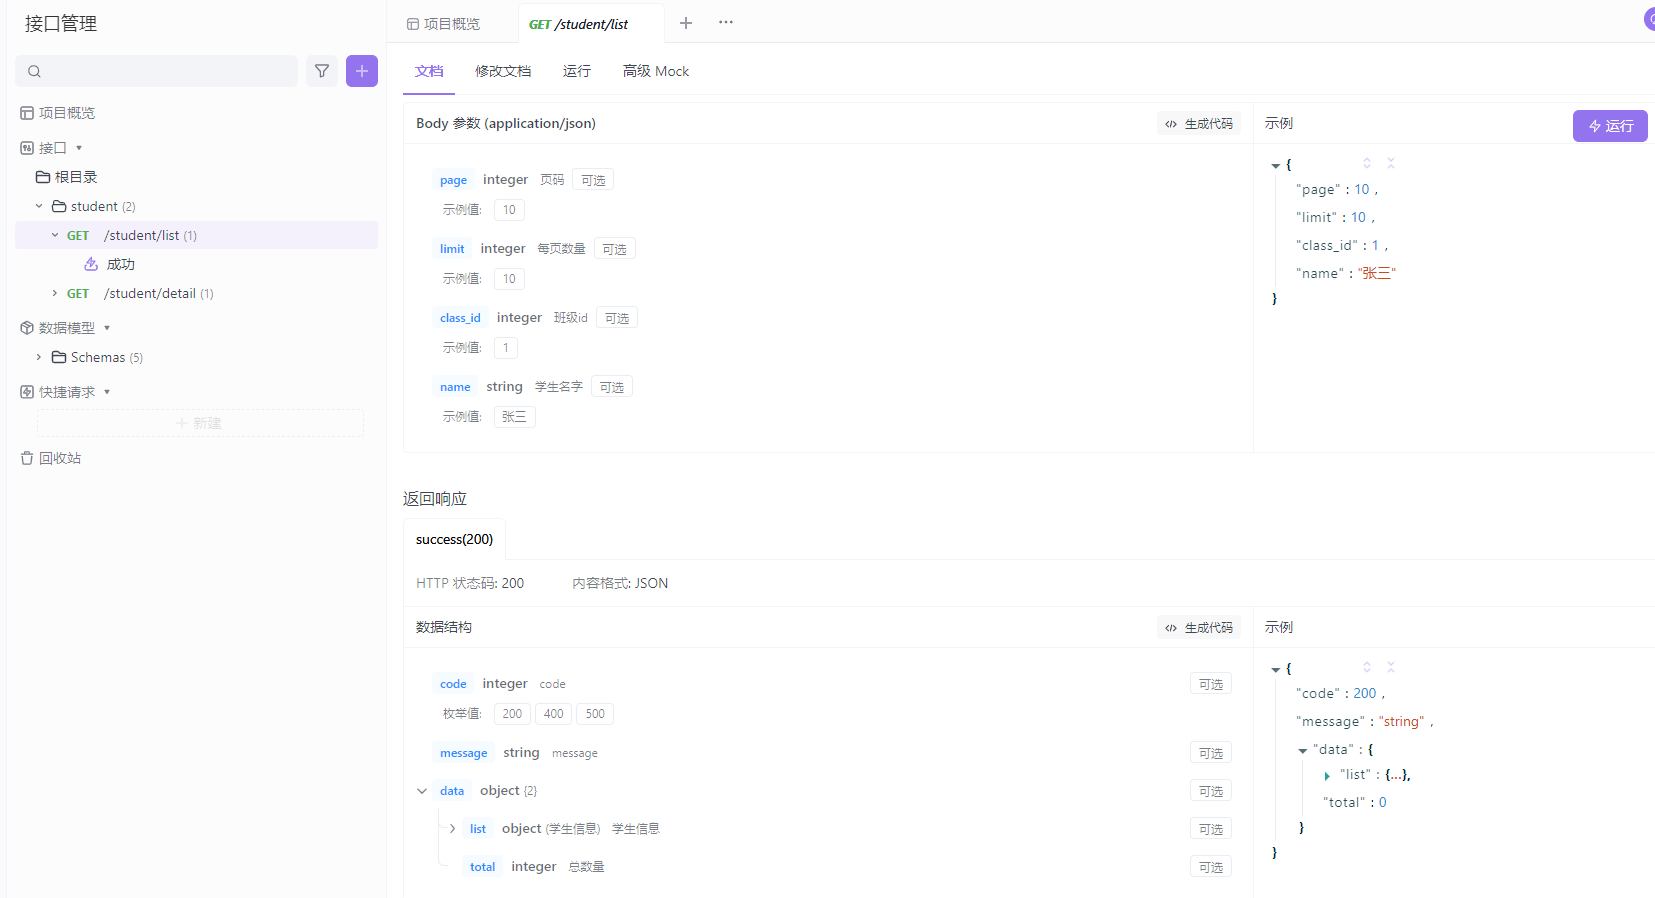 接口管理
项目概览
接口
根目录
student (2)
GET /student/list (1)
成功
GET /student/detail (1)
数据模型
Schemas (5)
快捷请求
+ 新建
回收站
项目概览
GET /student/list
+ ···
文档 修改文档 运行 高级 Mock
Body 参数 (application/json)
</> 生成代码
page integer 页码 可选
示例值: 10
limit integer 每页数量 可选
示例值: 10
class_id integer 班级id 可选
示例值: 1
name string 学生名字 可选
示例值: 张三
示例
运行
{
"page" : 10 ,
"limit" : 10 ,
"class_id" : 1 ,
"name" : "张三"
}
返回响应
success(200)
HTTP 状态码: 200 内容格式: JSON
数据结构
</> 生成代码
code integer code 可选
枚举值: 200 400 500
message string message 可选
data object {2} 可选
list object (学生信息) 学生信息 可选
total integer 总数量 可选
示例
{
"code" : 200 ,
"message" : "string" ,
"data" : {
"list" : {...},
"total" : 0
}
}